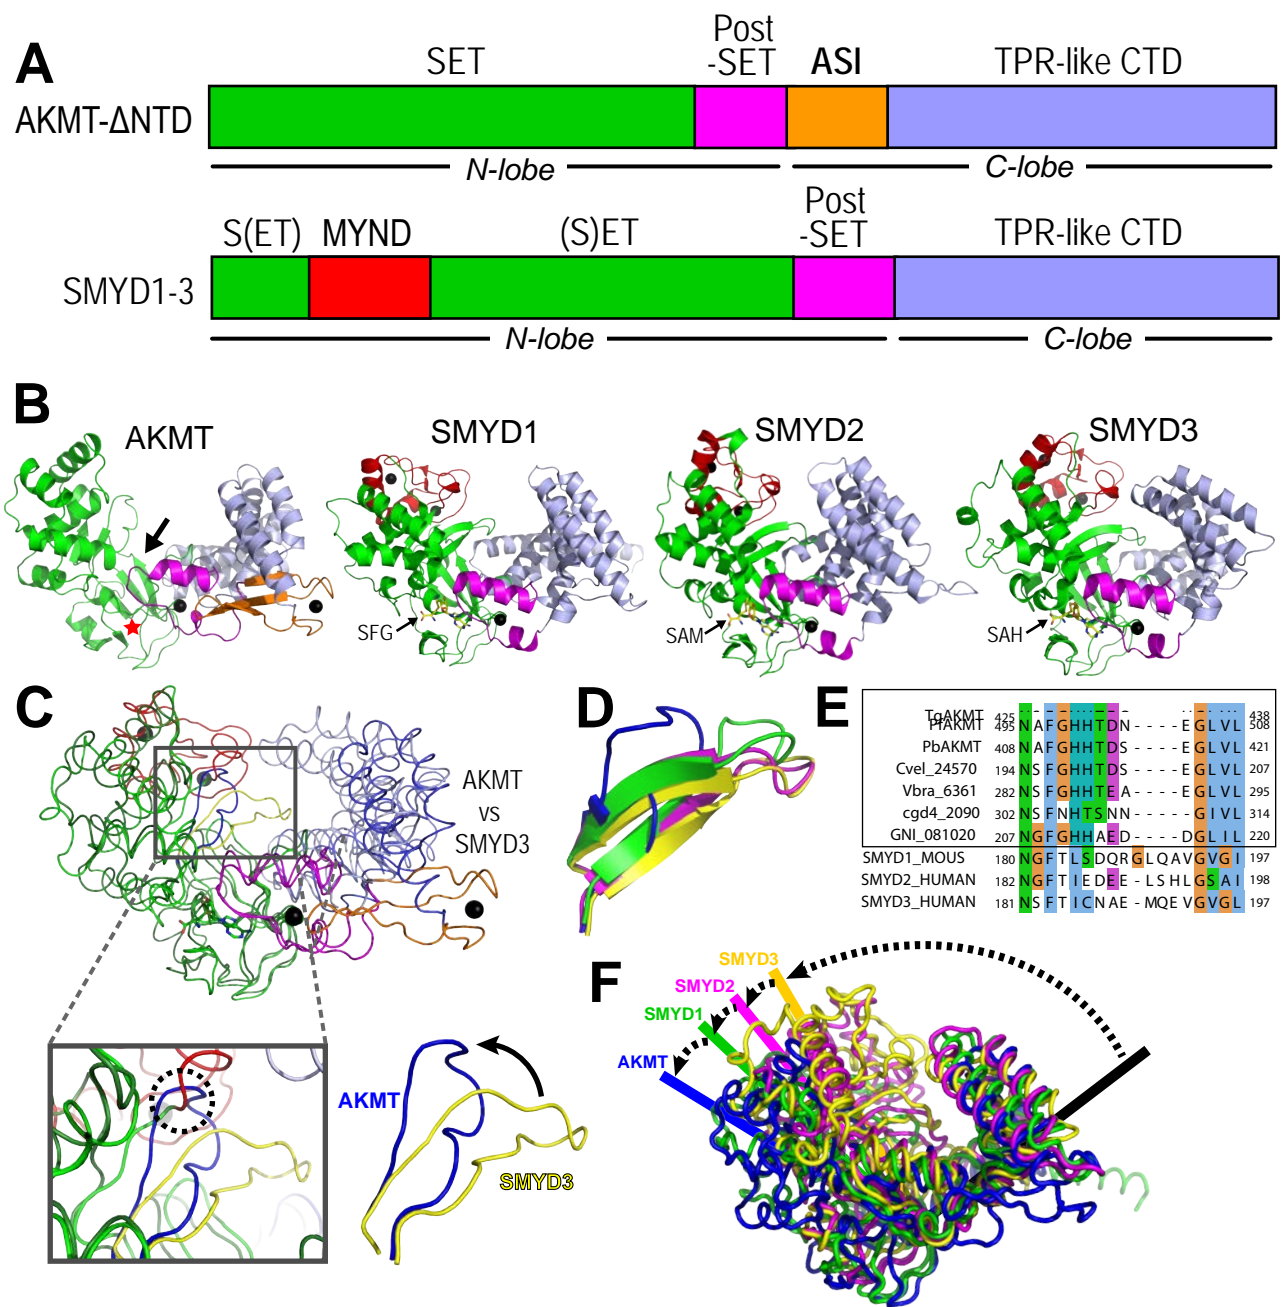 A
SET
Post
-SET
ASI
TPR-like CTD
AKMT-ΔNTD
N-lobe
C-lobe
S(ET)
MYND
(S)ET
Post
-SET
TPR-like CTD
SMYD1-3
N-lobe
C-lobe
B
AKMT
SMYD1
SMYD2
SMYD3
SFG
SAM
SAH
C
AKMT
vs
SMYD3
AKMT
SMYD3
D
E
TgAKMT 425 438
PfAKMT 495 NAFGHHTDN----EGLVL 508
PbAKMT 408 NAFGHHTDS----EGLVL 421
Cvel_24570 194 NSFGHHTDS----EGLVL 207
Vbra_6361 282 NSFGHHTEA----EGLVL 295
cgd4_2090 302 NSFNHTSNN-----GIVL 314
GNI_081020 207 NGFGHHAED----DGLIL 220
SMYD1_MOUS 180 NGFTLSDQRGLQAVGVGI 197
SMYD2_HUMAN 182 NGFTIEDEE-LSHLGSAI 198
SMYD3_HUMAN 181 NSFTICNAE-MQEVGVGL 197
F
SMYD3
SMYD2
SMYD1
AKMT